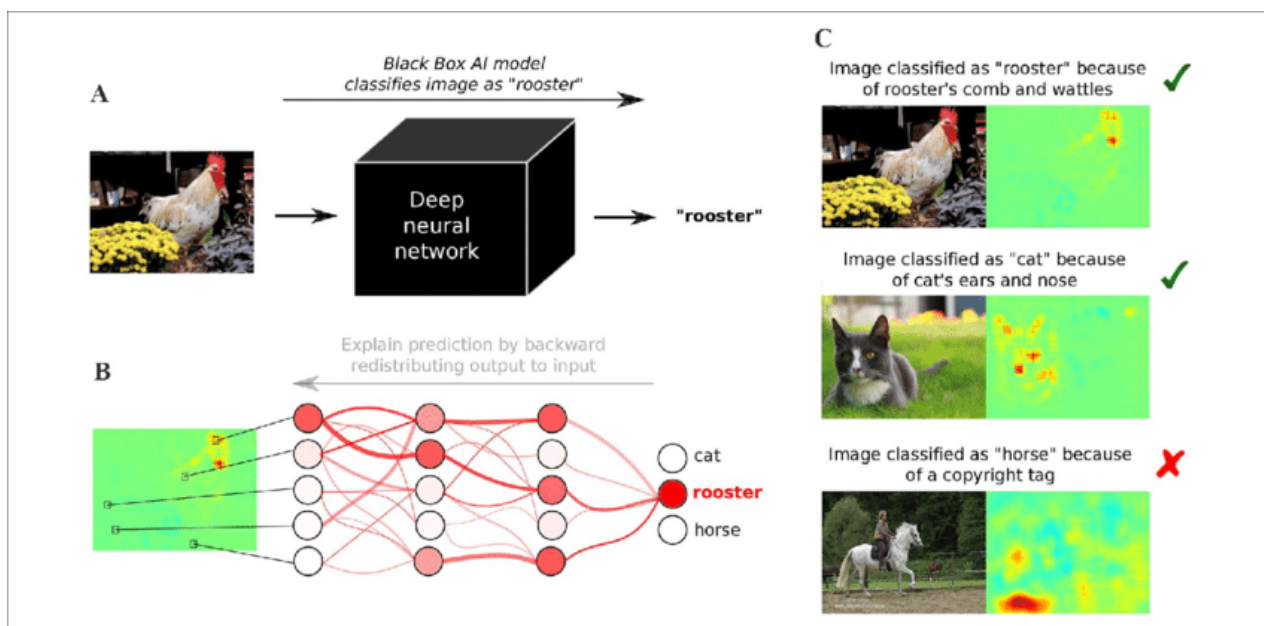 A
Black Box AI model
classifies image as "rooster"
Deep
neural
network
"rooster"
B
Explain prediction by backward
redistributing output to input
cat
rooster
horse
C
Image classified as "rooster" because
of rooster's comb and wattles
Image classified as "cat" because
of cat's ears and nose
Image classified as "horse" because
of a copyright tag